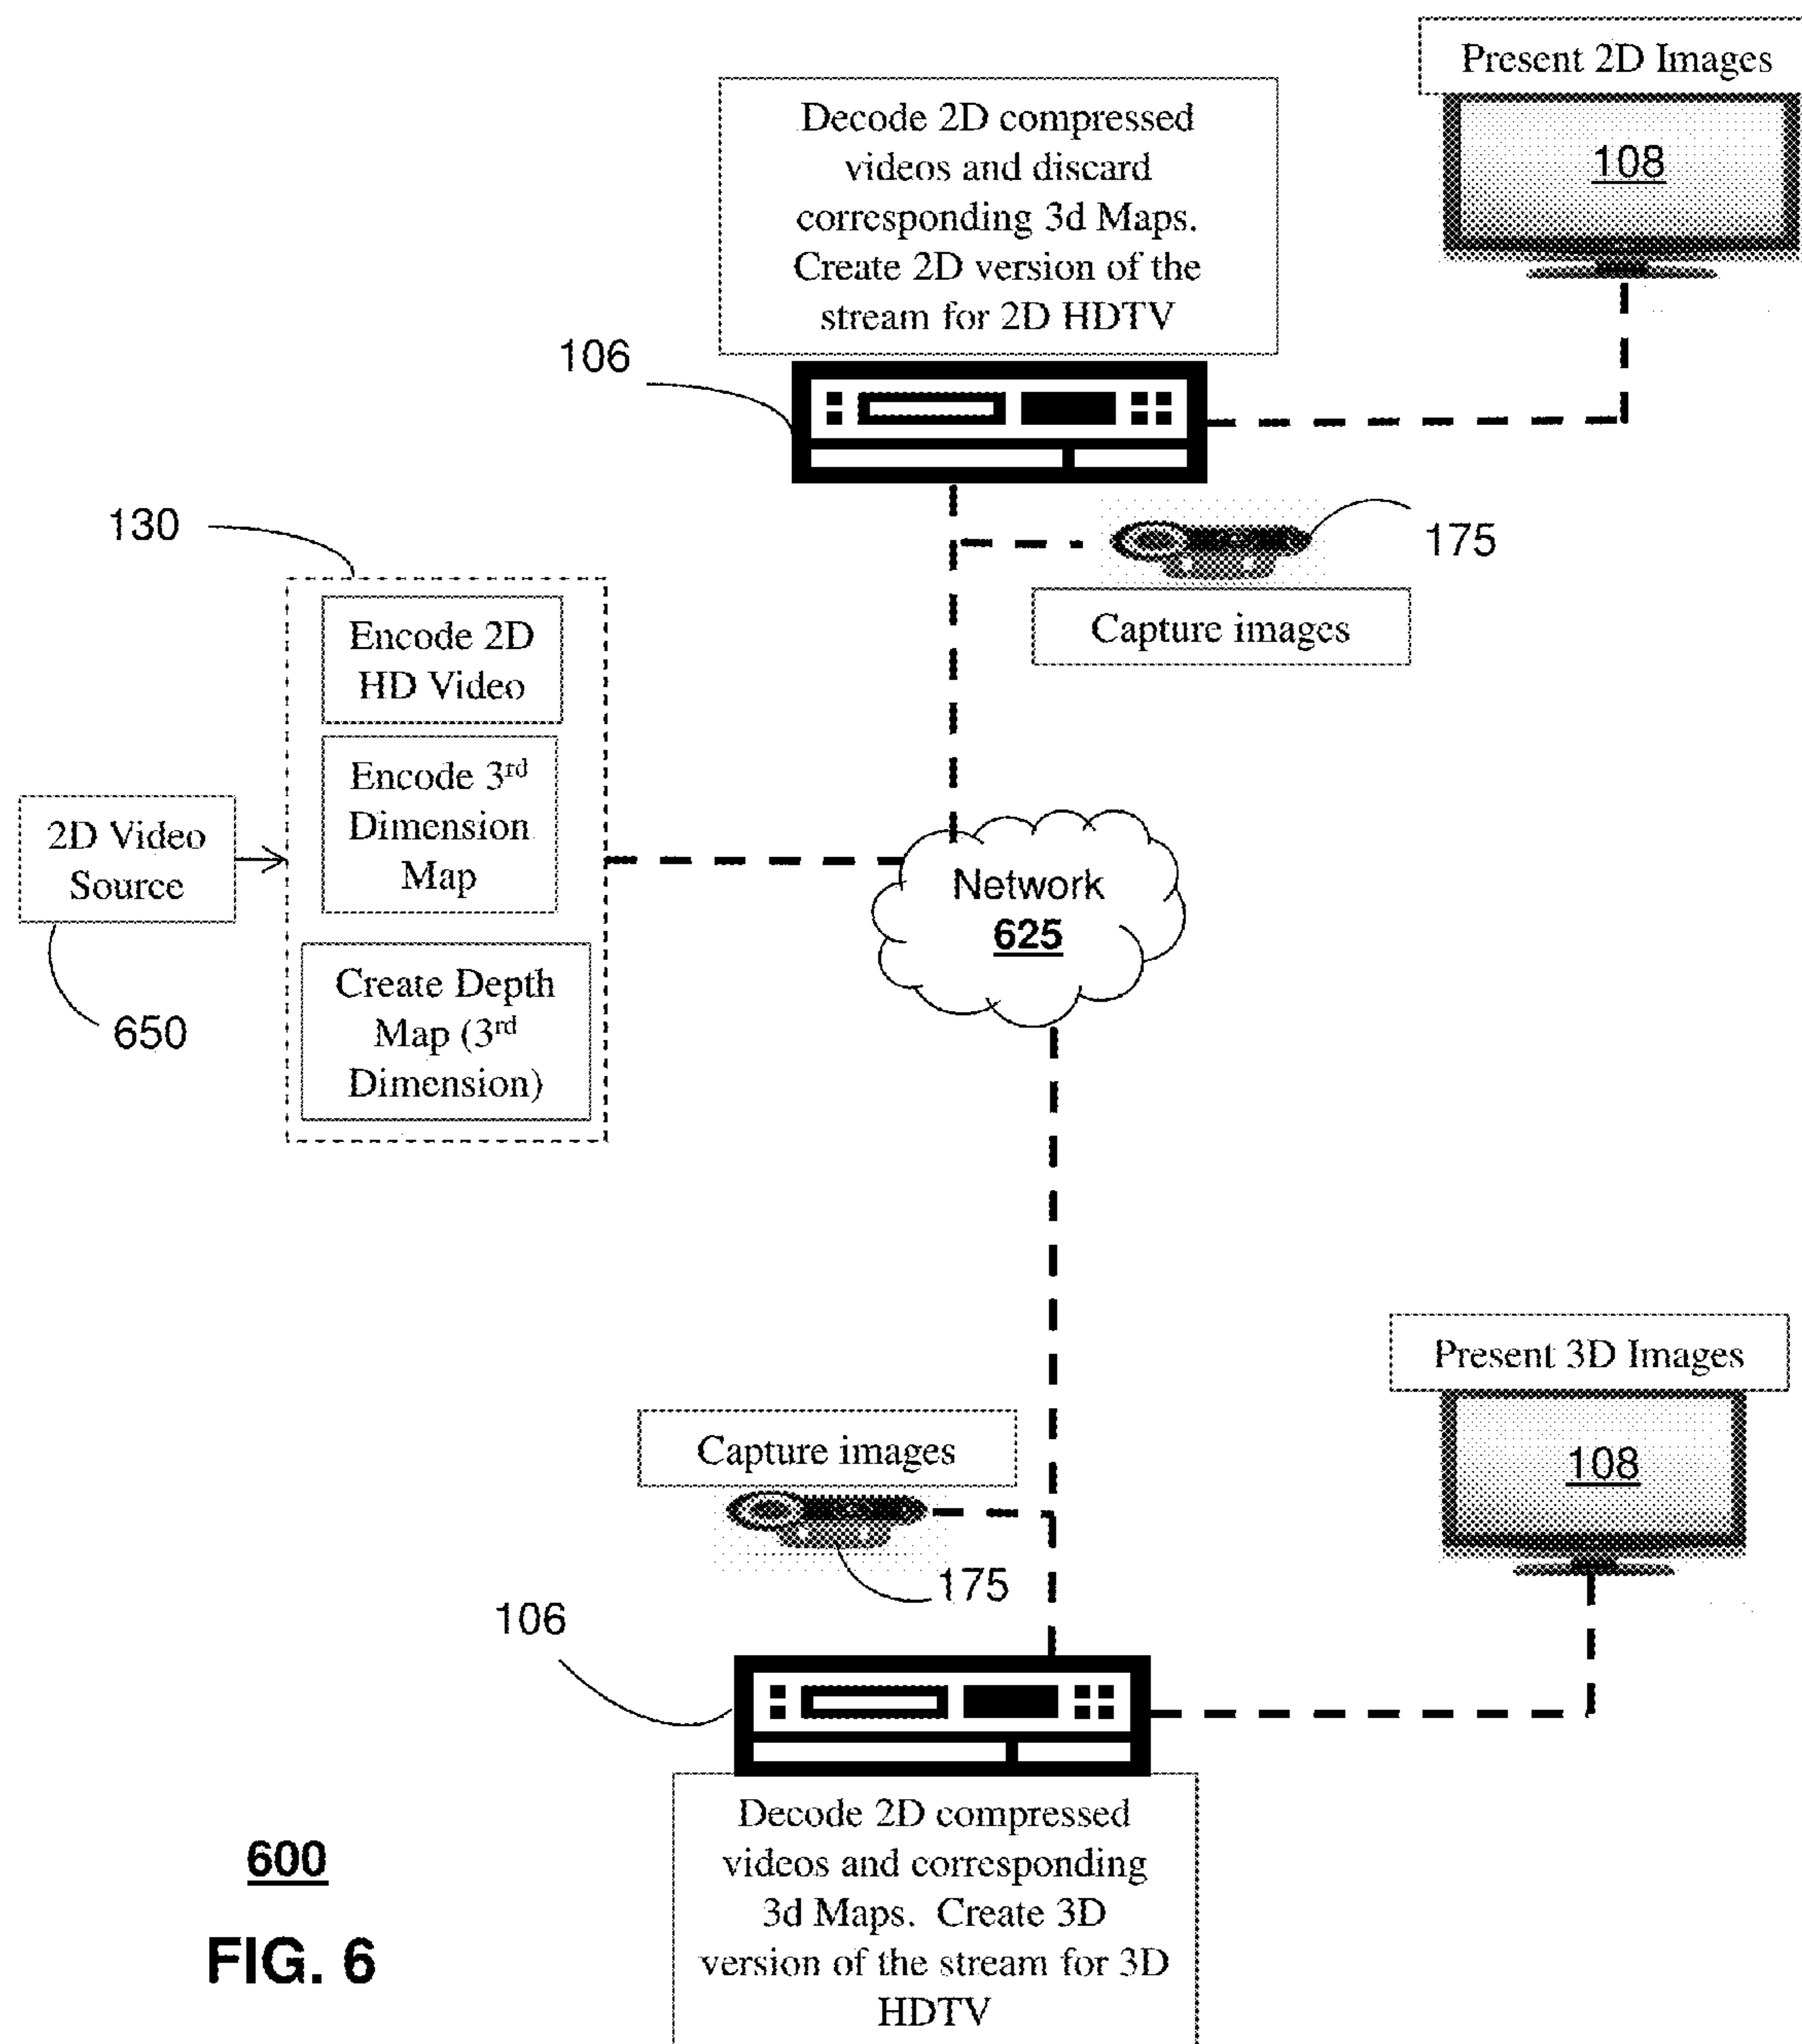 Present 2D Images
108
Decode 2D compressed
videos and discard
corresponding 3d Maps.
Create 2D version of the
stream for 2D HDTV
106
175
Capture images
130
Encode 2D
HD Video
Encode 3rd
Dimension
Map
Create Depth
Map (3rd
Dimension)
2D Video
Source
650
Network
625
Present 3D Images
108
Capture images
175
106
Decode 2D compressed
videos and corresponding
3d Maps. Create 3D
version of the stream for 3D
HDTV
600
FIG. 6